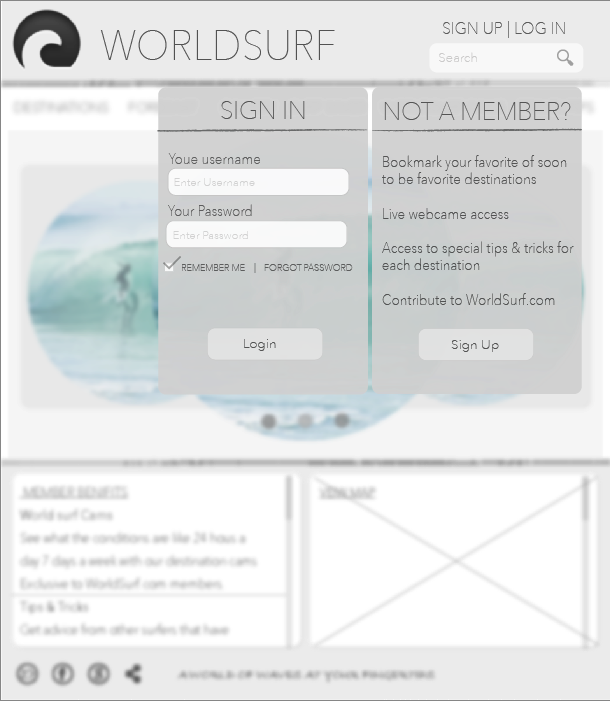 WORLDSURF
SIGN UP | LOG IN
Search
DESTINATIONS
SIGN IN
Youe username
Enter Username
Your Password
Enter Password
REMEMBER ME | FORGOT PASSWORD
Login
NOT A MEMBER?
Bookmark your favorite of soon
to be favorite destinations
Live webcame access
Access to special tips & tricks for
each destination
Contribute to WorldSurf.com
Sign Up
MEMBER BENIFITS
World surf Cams
See what the conditions are like 24 hous a
day 7 days a week with our destination cams
Exclusive to WorldSurf.com members.
Tips & Tricks
Get advice from other surfers that have
VIEW MAP
A WORLD OF WAVES AT YOUR FINGERTIPS